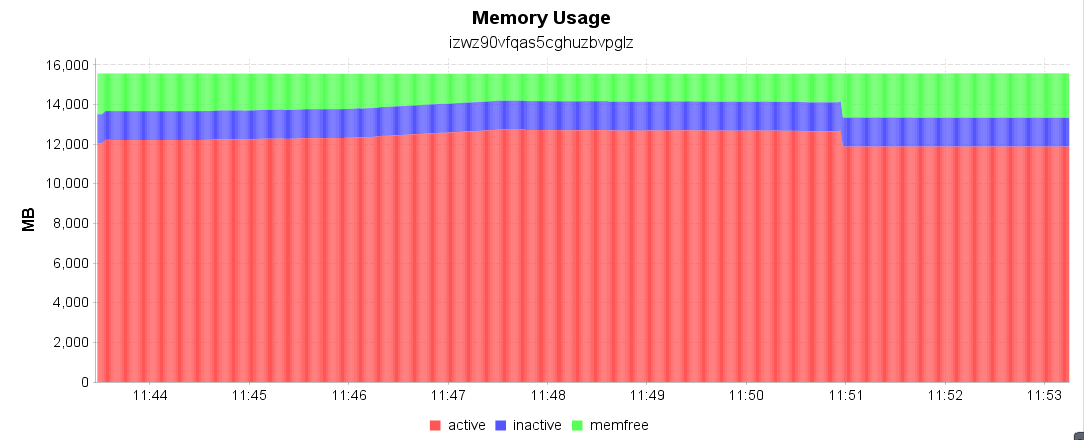 Memory Usage
izwz90vfqas5cghuzbvpglz
16,000
14,000
12,000
10,000
8,000
6,000
4,000
2,000
0
MB
11:44 11:45 11:46 11:47 11:48 11:49 11:50 11:51 11:52 11:53
active inactive memfree